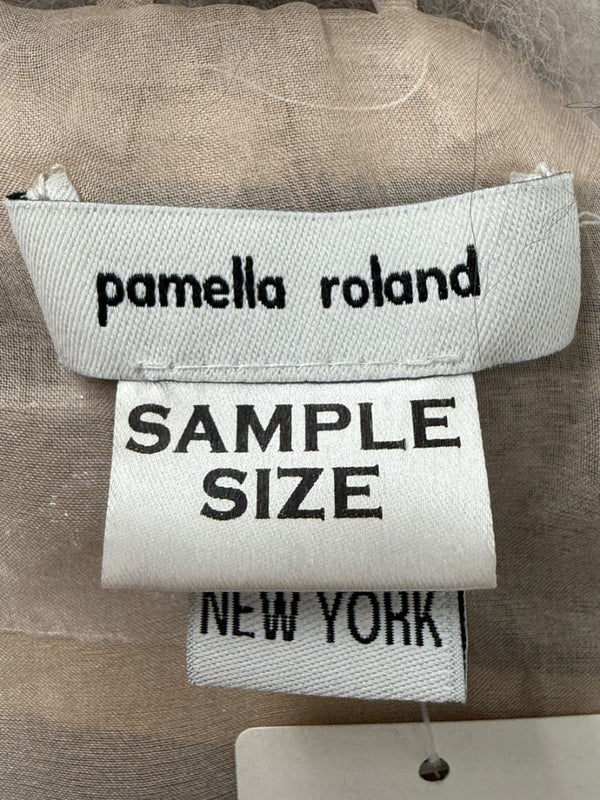 pamella roland
SAMPLE
SIZE
NEW YORK